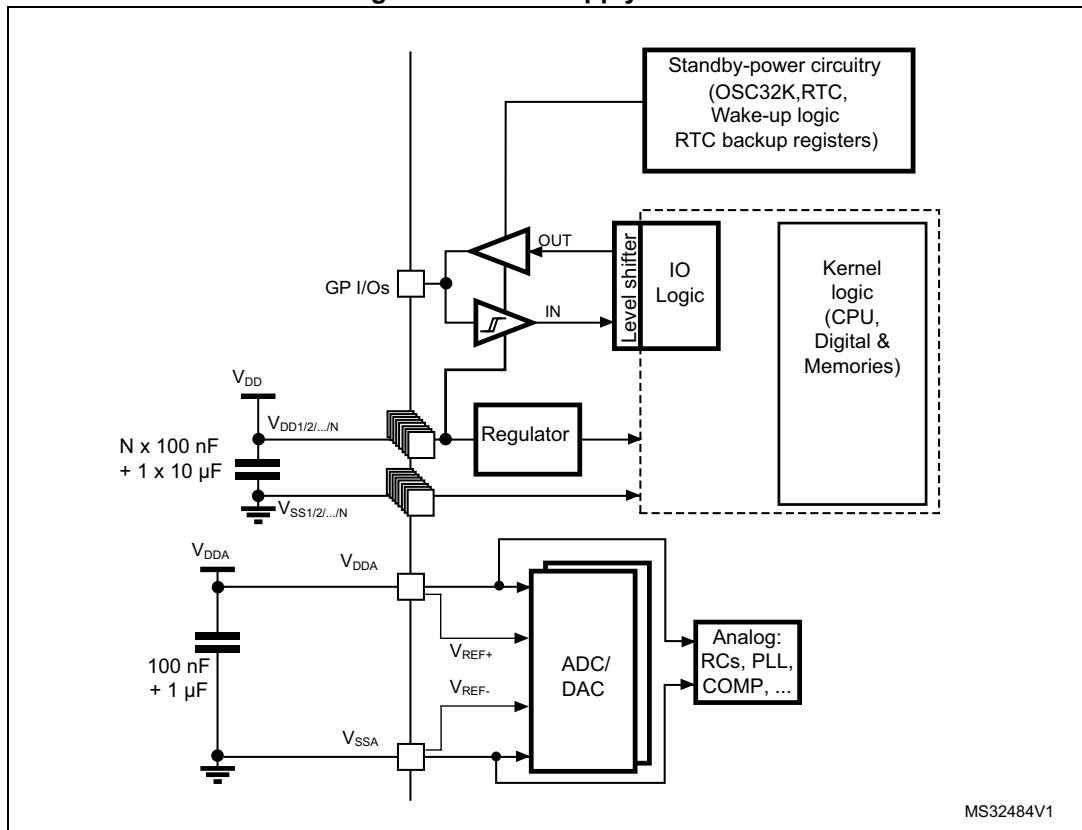 Standby-power circuitry
(OSC32K,RTC,
Wake-up logic
RTC backup registers)
OUT
Level shifter
IO
Logic
Kernel
logic
(CPU,
Digital &
Memories)
GP I/Os
IN
VDD
VDD1/2/.../N
Regulator
N x 100 nF
+ 1 x 10 µF
VSS1/2/.../N
VDDA
VDDA
VREF+
ADC/
DAC
Analog:
RCs, PLL,
COMP, ...
100 nF
+ 1 µF
VREF-
VSSA
MS32484V1